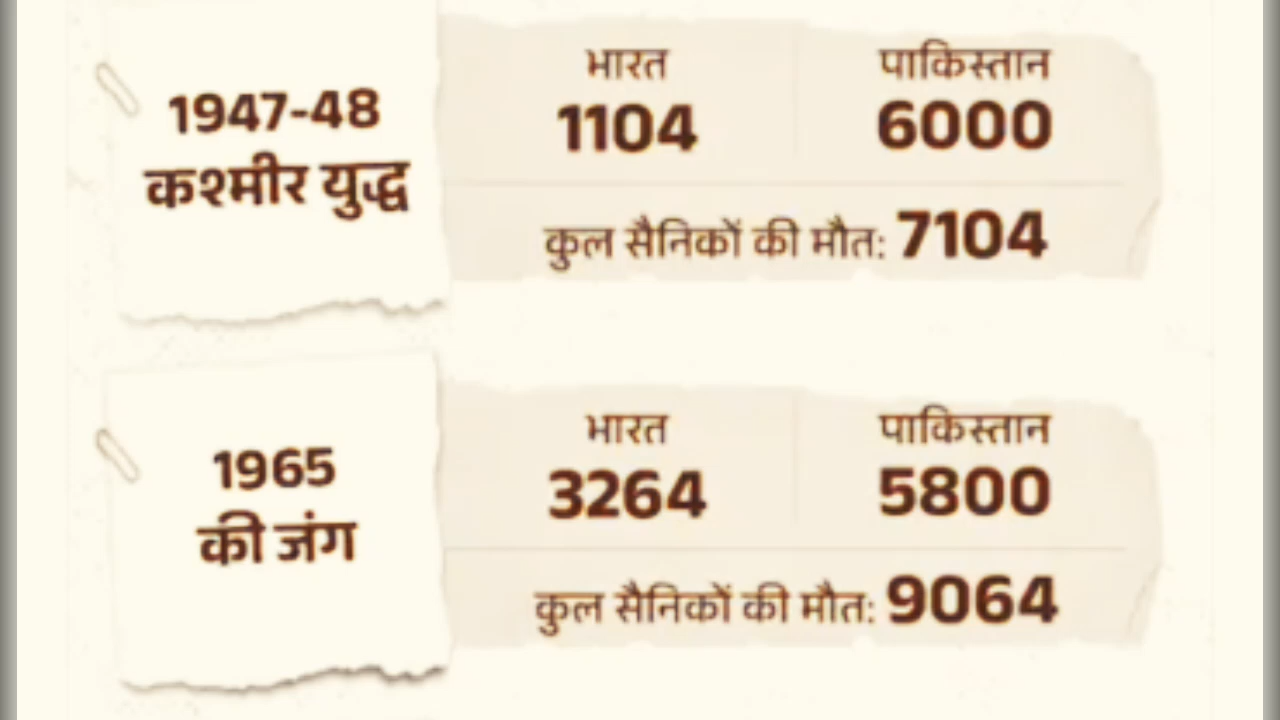 1947-48
कश्मीर युद्ध
भारत
पाकिस्तान
1104
6000
कुल सैनिकों की मौत: 7104
1965
की जंग
भारत
पाकिस्तान
3264
5800
कुल सैनिकों की मौत: 9064